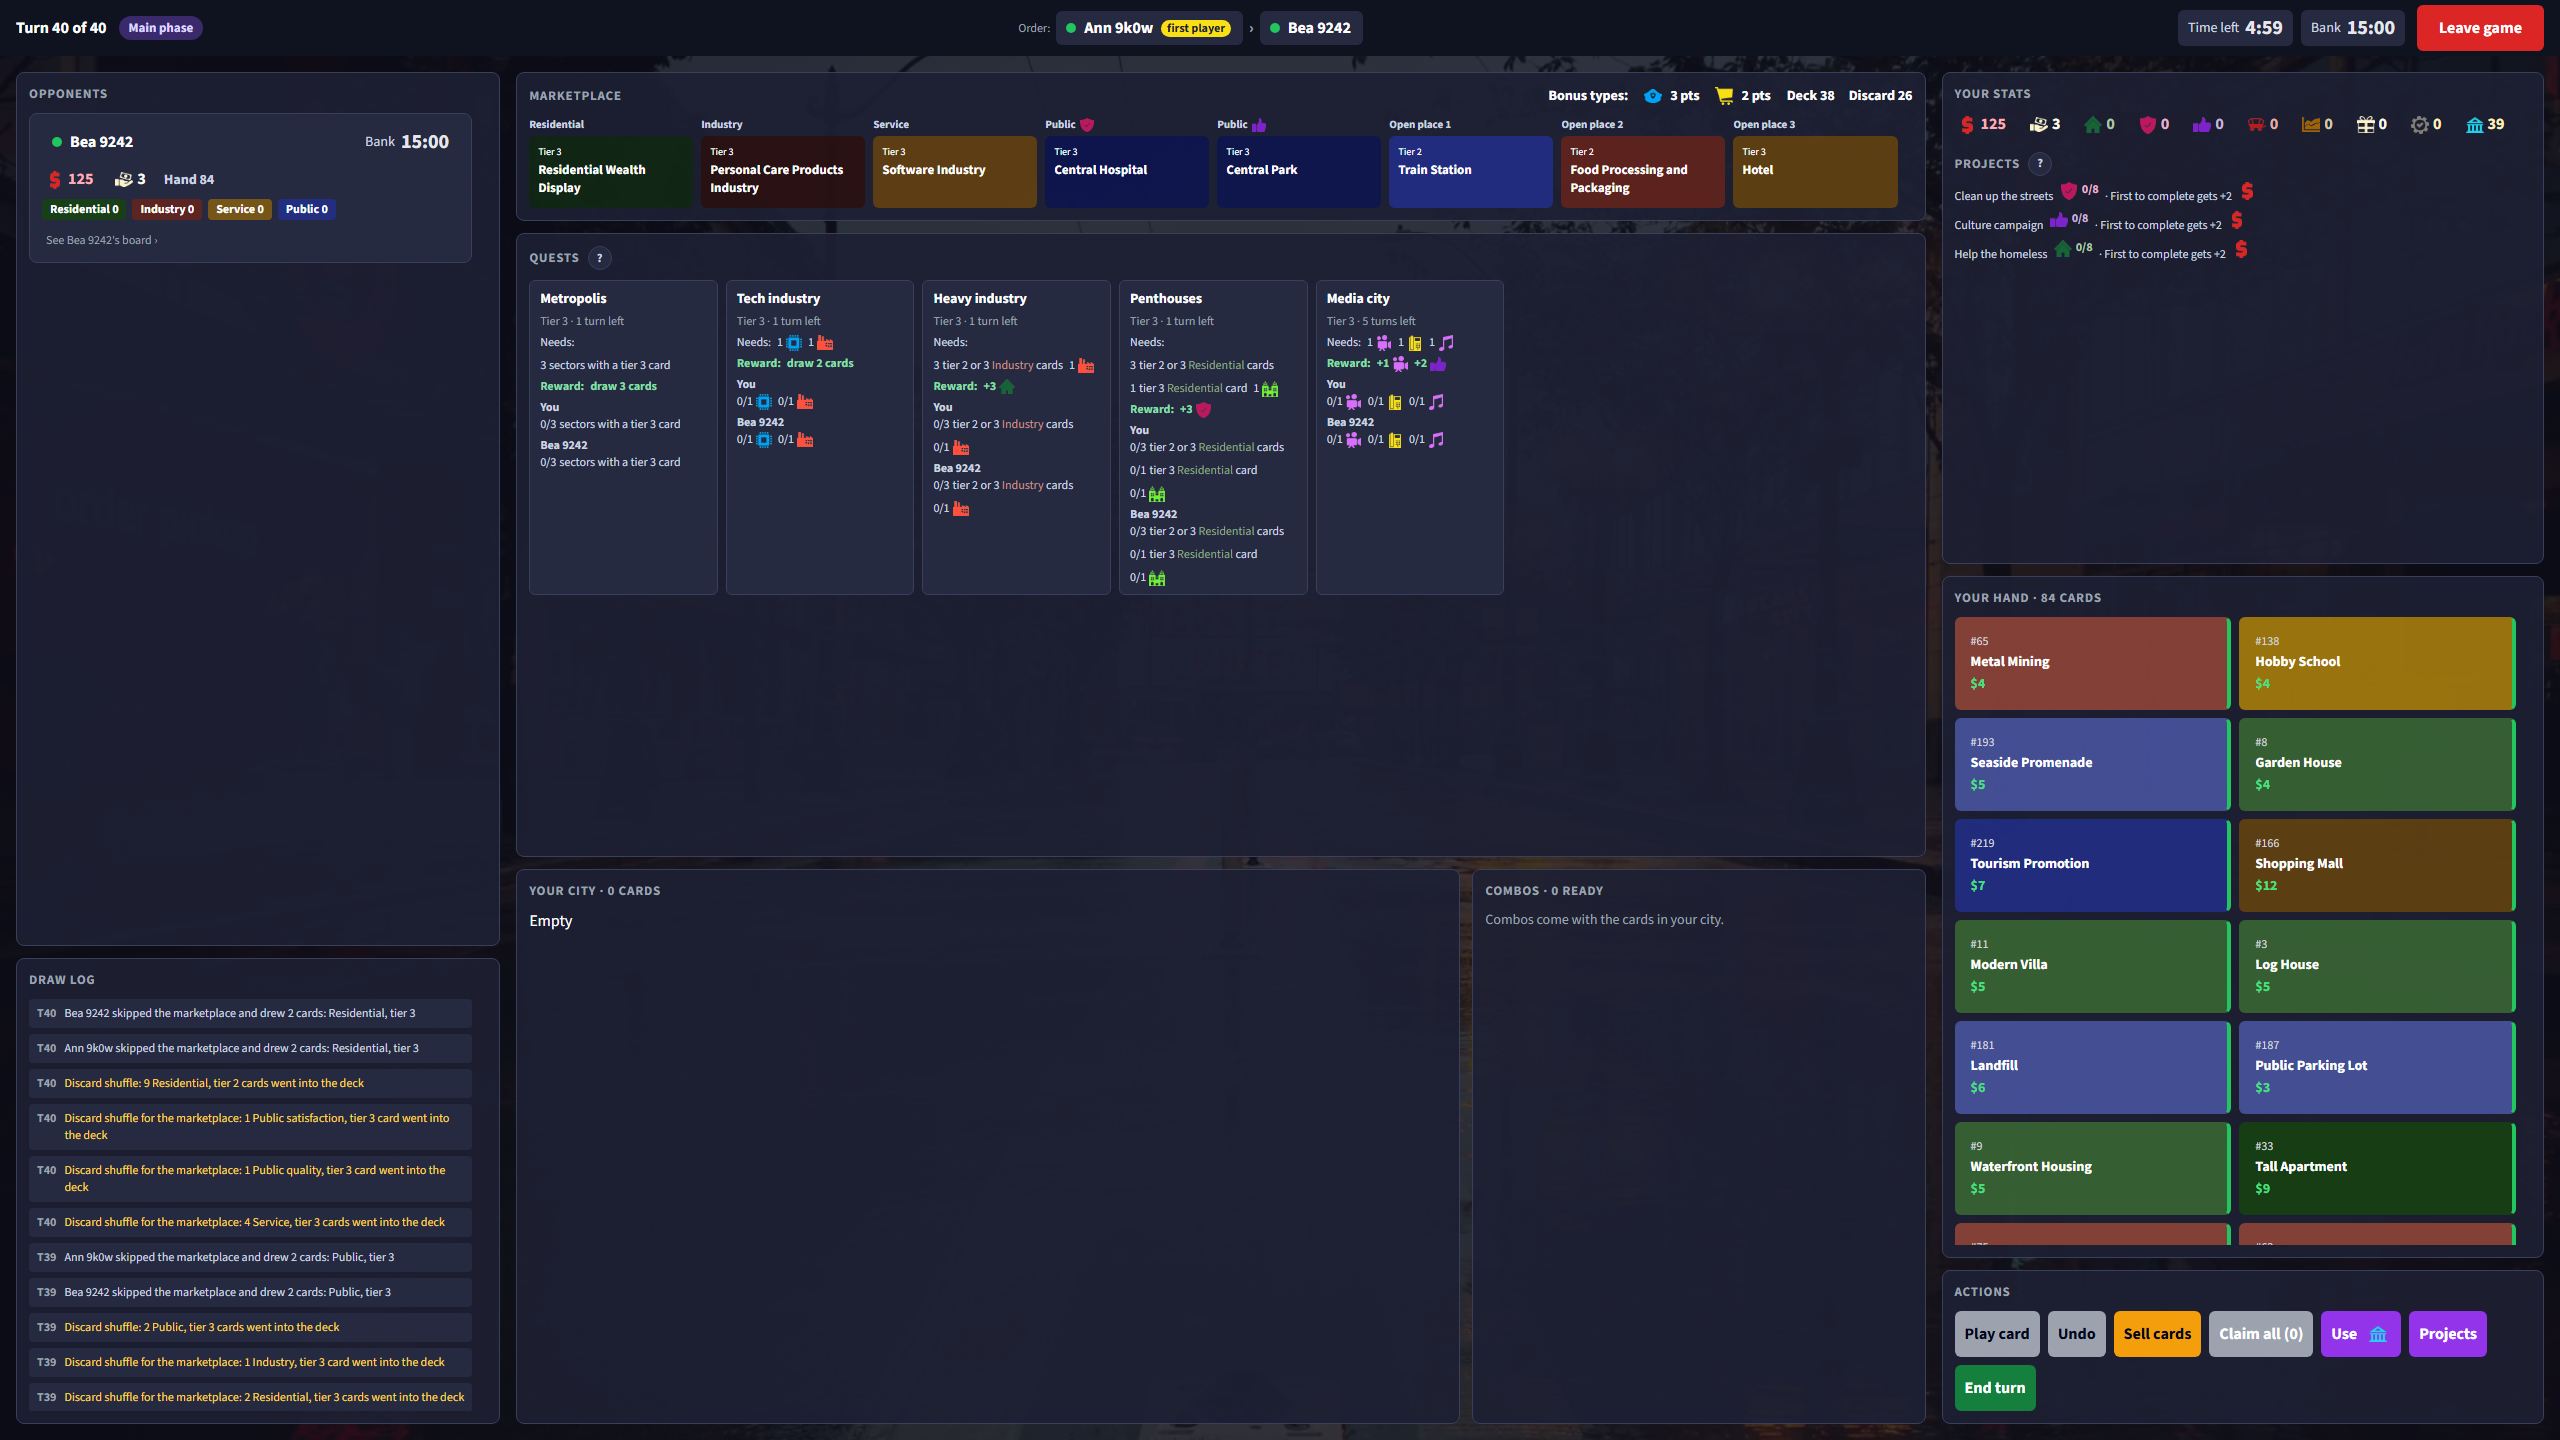 Turn 40 of 40 Main phase
Order: Ann 9k0w first player › Bea 9242
Time left 4:59 Bank 15:00 Leave game
OPPONENTS
Bea 9242 Bank 15:00
125 3 Hand 84
Residential 0 Industry 0 Service 0 Public 0
See Bea 9242's board ›
DRAW LOG
T40 Bea 9242 skipped the marketplace and drew 2 cards: Residential, tier 3
T40 Ann 9k0w skipped the marketplace and drew 2 cards: Residential, tier 3
T40 Discard shuffle: 9 Residential, tier 2 cards went into the deck
T40 Discard shuffle for the marketplace: 1 Public satisfaction, tier 3 card went into
the deck
T40 Discard shuffle for the marketplace: 1 Public quality, tier 3 card went into the
deck
T40 Discard shuffle for the marketplace: 4 Service, tier 3 cards went into the deck
T39 Ann 9k0w skipped the marketplace and drew 2 cards: Public, tier 3
T39 Bea 9242 skipped the marketplace and drew 2 cards: Public, tier 3
T39 Discard shuffle: 2 Public, tier 3 cards went into the deck
T39 Discard shuffle for the marketplace: 1 Industry, tier 3 card went into the deck
T39 Discard shuffle for the marketplace: 2 Residential, tier 3 cards went into the deck
MARKETPLACE
Bonus types: 3 pts 2 pts Deck 38 Discard 26
Residential
Tier 3
Residential Wealth
Display
Industry
Tier 3
Personal Care Products
Industry
Service
Tier 3
Software Industry
Public
Tier 3
Central Hospital
Public
Tier 3
Central Park
Open place 1
Tier 2
Train Station
Open place 2
Tier 2
Food Processing and
Packaging
Open place 3
Tier 3
Hotel
QUESTS ?
Metropolis
Tier 3 · 1 turn left
Needs:
3 sectors with a tier 3 card
Reward: draw 3 cards
You
0/3 sectors with a tier 3 card
Bea 9242
0/3 sectors with a tier 3 card
Tech industry
Tier 3 · 1 turn left
Needs: 1 1
Reward: draw 2 cards
You
0/1 0/1
Bea 9242
0/1 0/1
Heavy industry
Tier 3 · 1 turn left
Needs:
3 tier 2 or 3 Industry cards 1
Reward: +3
You
0/3 tier 2 or 3 Industry cards
0/1
Bea 9242
0/3 tier 2 or 3 Industry cards
0/1
Penthouses
Tier 3 · 1 turn left
Needs:
3 tier 2 or 3 Residential cards
1 tier 3 Residential card 1
Reward: +3
You
0/3 tier 2 or 3 Residential cards
0/1 tier 3 Residential card
0/1
Bea 9242
0/3 tier 2 or 3 Residential cards
0/1 tier 3 Residential card
0/1
Media city
Tier 3 · 5 turns left
Needs: 1 1 1
Reward: +1 +2
You
0/1 0/1 0/1
Bea 9242
0/1 0/1 0/1
YOUR CITY · 0 CARDS
Empty
COMBOS · 0 READY
Combos come with the cards in your city.
YOUR STATS
125 3 0 0 0 0 0 0 0 39
PROJECTS ?
Clean up the streets 0/8 · First to complete gets +2
Culture campaign 0/8 · First to complete gets +2
Help the homeless 0/8 · First to complete gets +2
YOUR HAND · 84 CARDS
#65
Metal Mining
$4
#138
Hobby School
$4
#193
Seaside Promenade
$5
#8
Garden House
$4
#219
Tourism Promotion
$7
#166
Shopping Mall
$12
#11
Modern Villa
$5
#3
Log House
$5
#181
Landfill
$6
#187
Public Parking Lot
$3
#9
Waterfront Housing
$5
#33
Tall Apartment
$9
ACTIONS
Play card Undo Sell cards Claim all (0) Use Projects
End turn